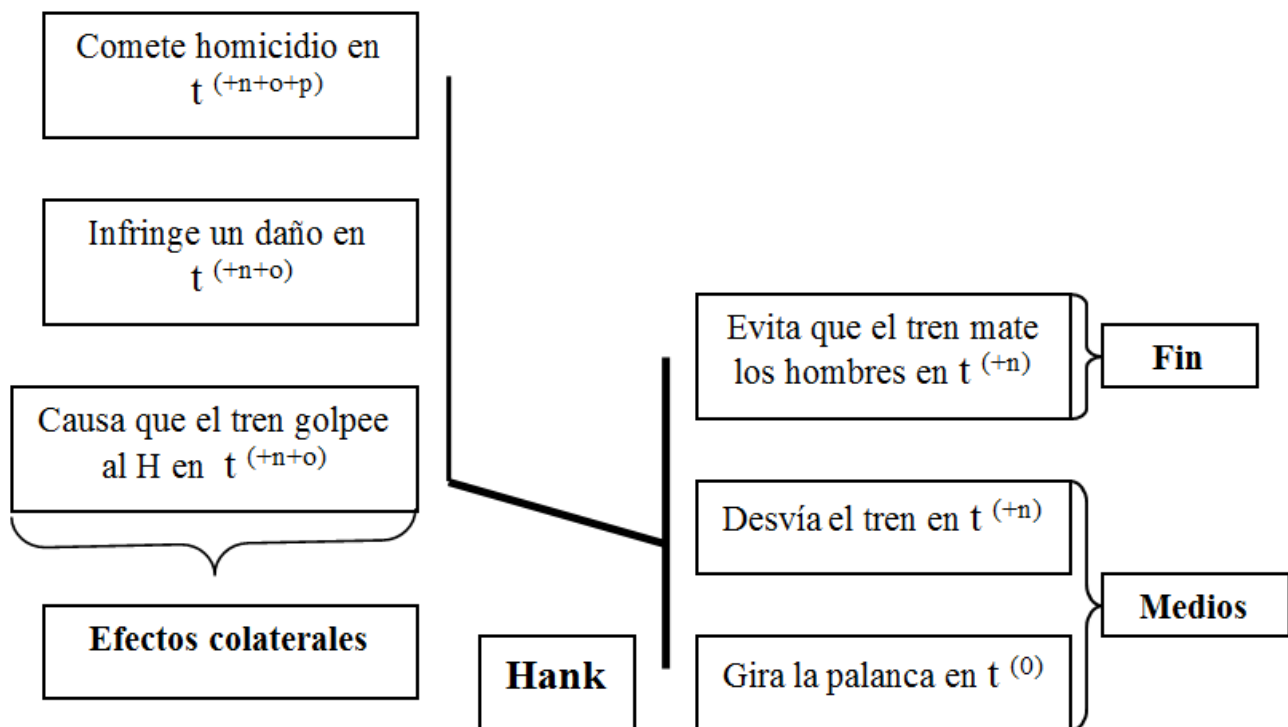 Comete homicidio en
t (+n+o+p)
Infringe un daño en
t (+n+o)
Causa que el tren golpee
al H en t (+n+o)
Efectos colaterales
Hank
Evita que el tren mate
los hombres en t (+n)
Fin
Desvía el tren en t (+n)
Medios
Gira la palanca en t (0)